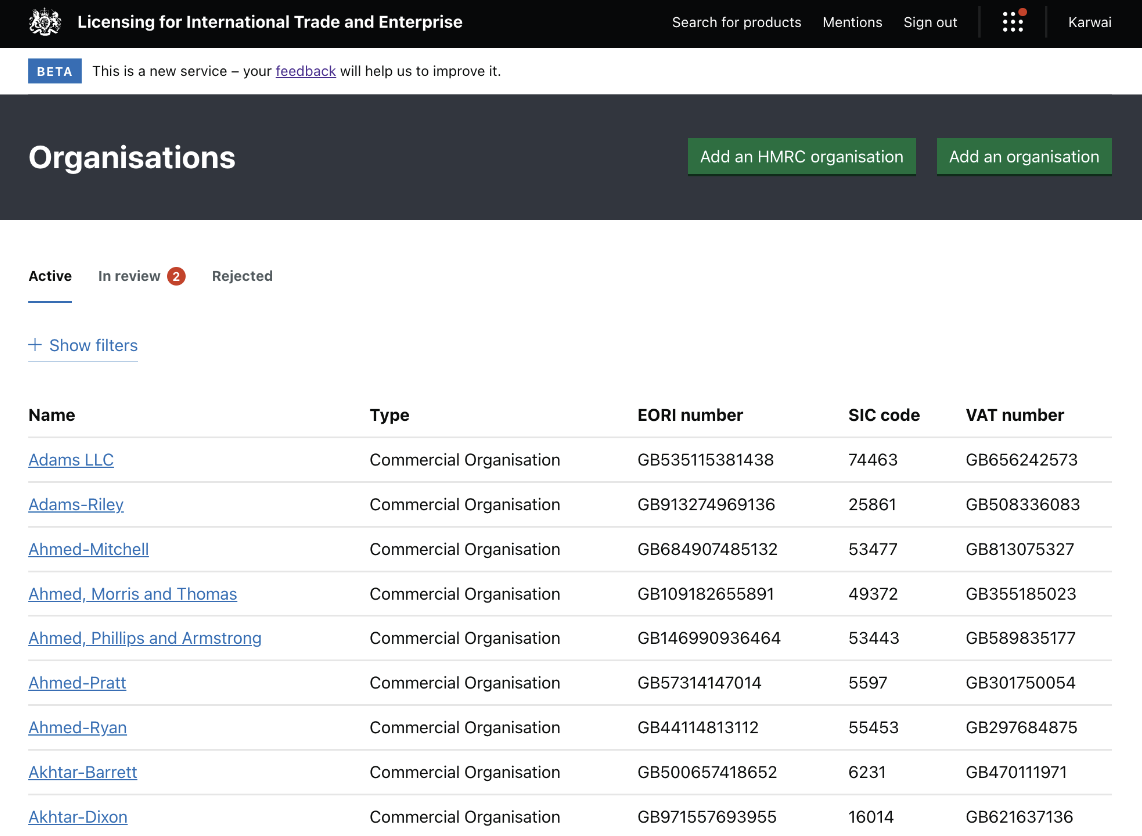 Licensing for International Trade and Enterprise Search for products Mentions Sign out Karwai
BETA This is a new service – your feedback will help us to improve it.
Organisations Add an HMRC organisation Add an organisation
Active In review 2 Rejected
+ Show filters
Name Type EORI number SIC code VAT number
Adams LLC Commercial Organisation GB535115381438 74463 GB656242573
Adams-Riley Commercial Organisation GB913274969136 25861 GB508336083
Ahmed-Mitchell Commercial Organisation GB684907485132 53477 GB813075327
Ahmed, Morris and Thomas Commercial Organisation GB109182655891 49372 GB355185023
Ahmed, Phillips and Armstrong Commercial Organisation GB146990936464 53443 GB589835177
Ahmed-Pratt Commercial Organisation GB57314147014 5597 GB301750054
Ahmed-Ryan Commercial Organisation GB44114813112 55453 GB297684875
Akhtar-Barrett Commercial Organisation GB500657418652 6231 GB470111971
Akhtar-Dixon Commercial Organisation GB971557693955 16014 GB621637136